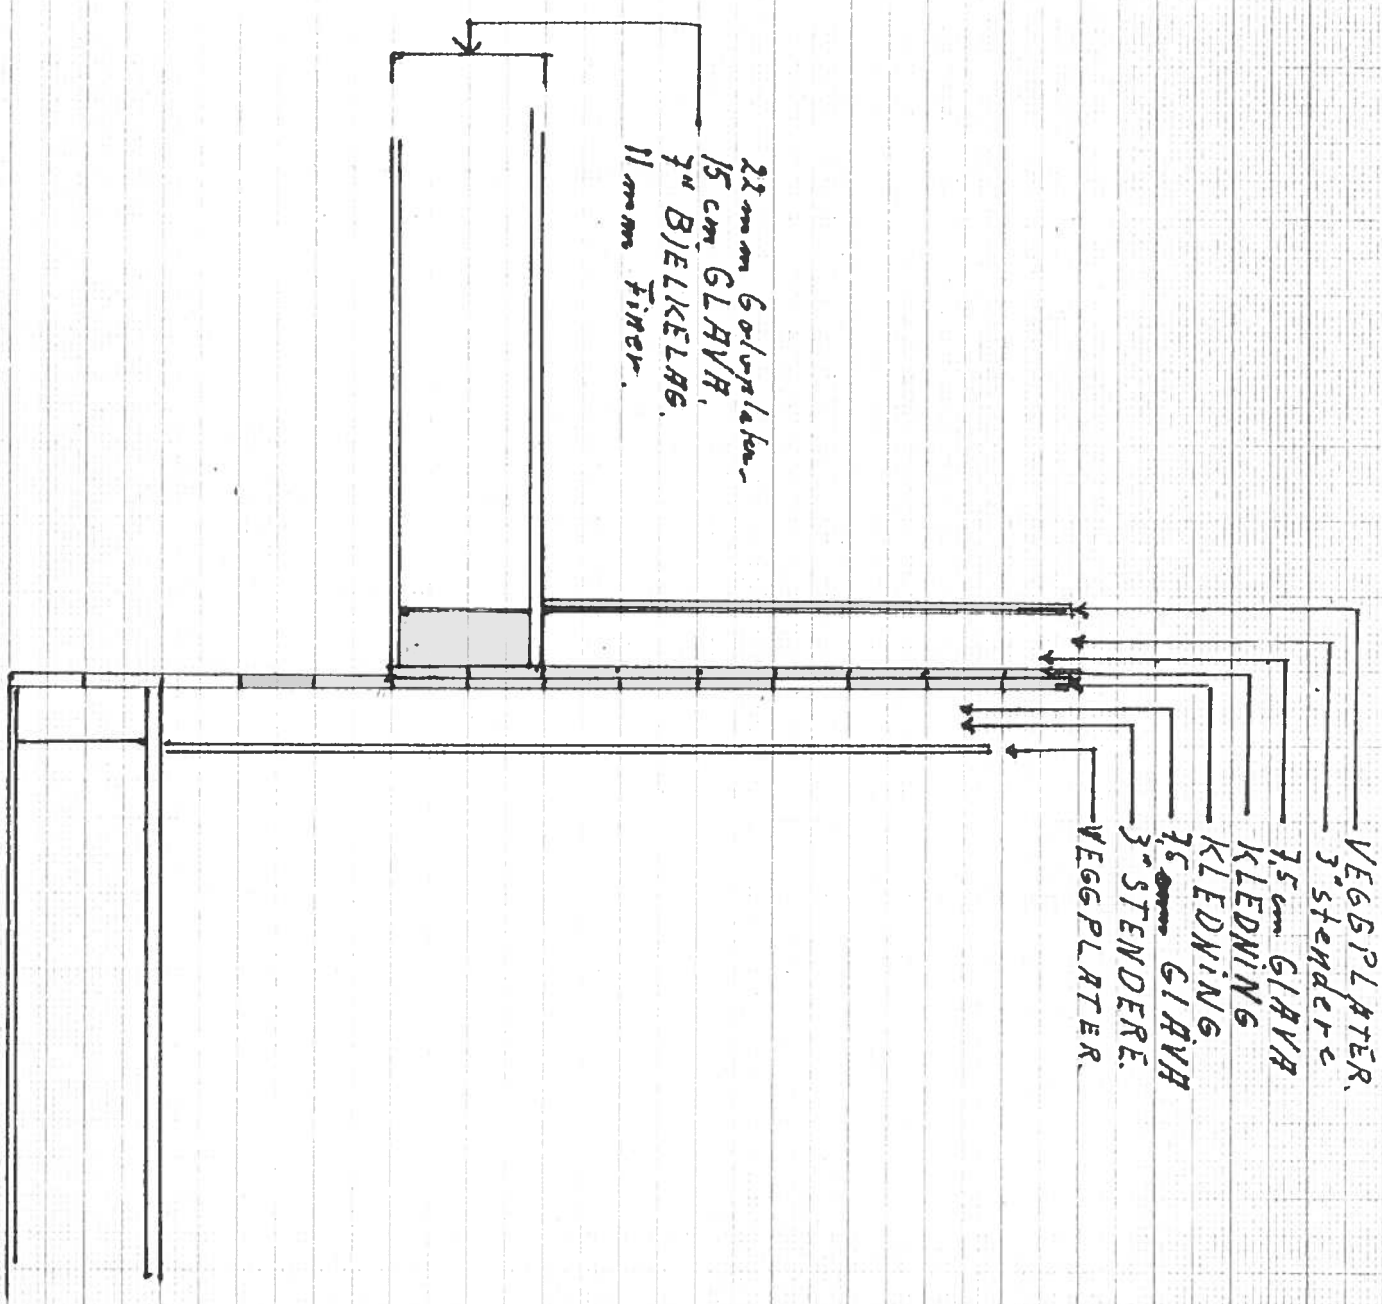 VEGGPLATER.
3" stendere
7,5 cm GLAVA
KLEDNiNG
KLEDNiNG
7,5 GLAVA
3" STENDERE.
VEGGPLATER.
22 mm Golvplater
15 cm GLAVA.
7" BJELKELAG.
11 mm Finer.